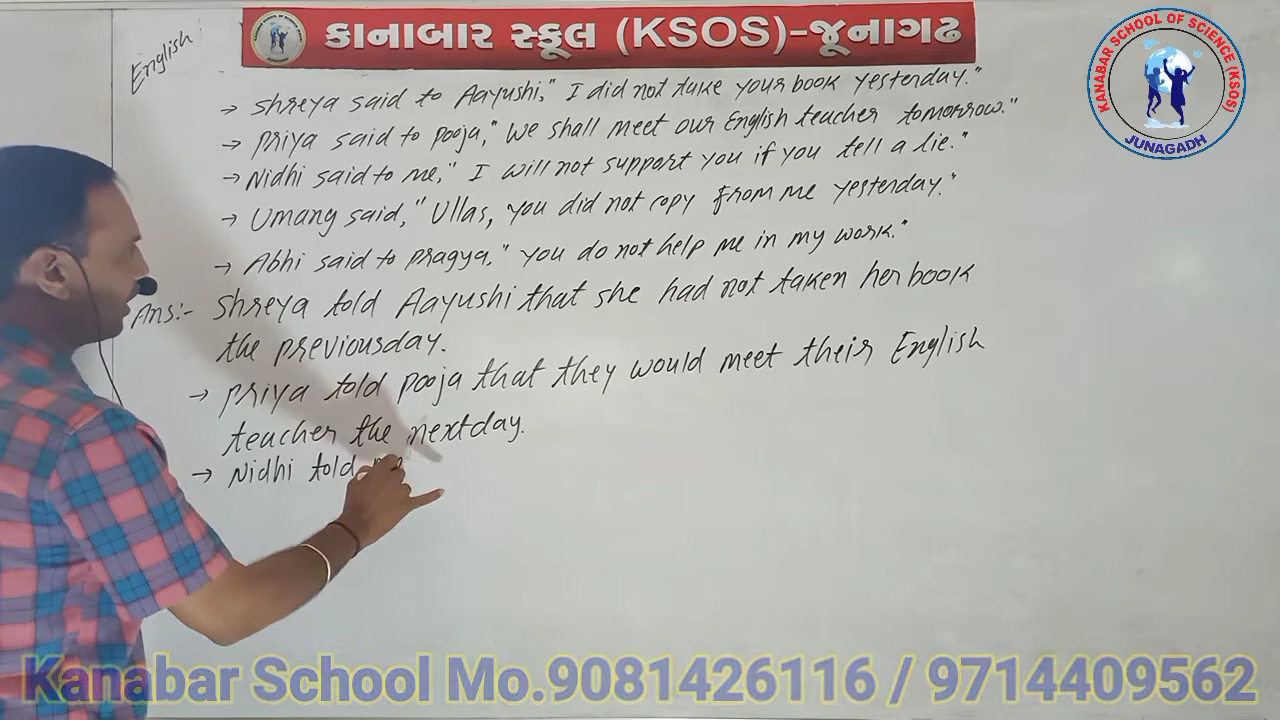 કાનાબાર સ્કૂલ (KSOS)-જૂનાગઢ
KANABAR SCHOOL OF SCIENCE (KSOS)
JUNAGADH
English
→ Shreya said to Aayushi," I did not take your book yesterday."
→ Priya said to Pooja," We shall meet our English teacher tomorrow."
→ Nidhi said to me," I will not support you if you tell a lie."
→ Umang said," Ullas, you did not copy from me yesterday."
→ Abhi said to Pragya," You do not help me in my work."
Ans:- Shreya told Aayushi that she had not taken her book
the previousday.
→ Priya told Pooja that they would meet their English
teacher the nextday.
→ Nidhi told
Kanabar School Mo.9081426116 / 9714409562